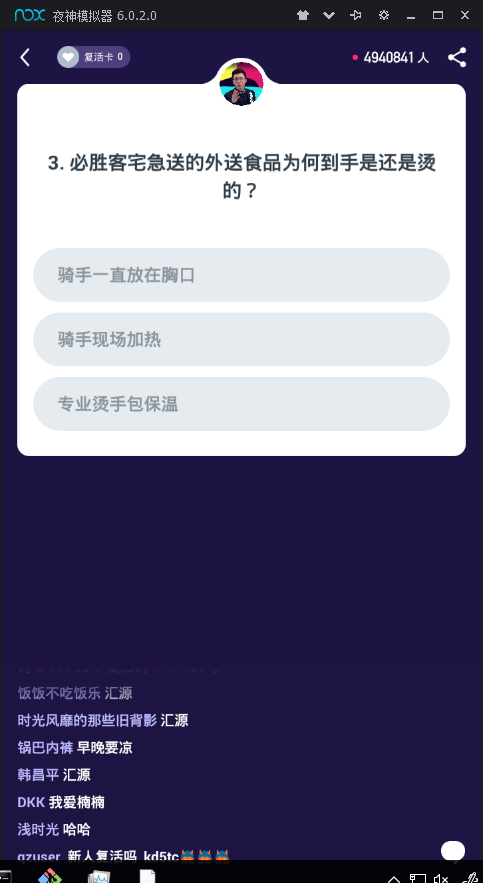 nox 夜神模拟器 6.0.2.0
复活卡 0
4940841 人
3. 必胜客宅急送的外送食品为何到手是还是烫
的？
骑手一直放在胸口
骑手现场加热
专业烫手包保温
饭饭不吃饭乐 汇源
时光风靡的那些旧背影 汇源
锅巴内裤 早晚要凉
韩昌平 汇源
DKK 我爱楠楠
浅时光 哈哈
qzuser 新人复活吗 kd5tc